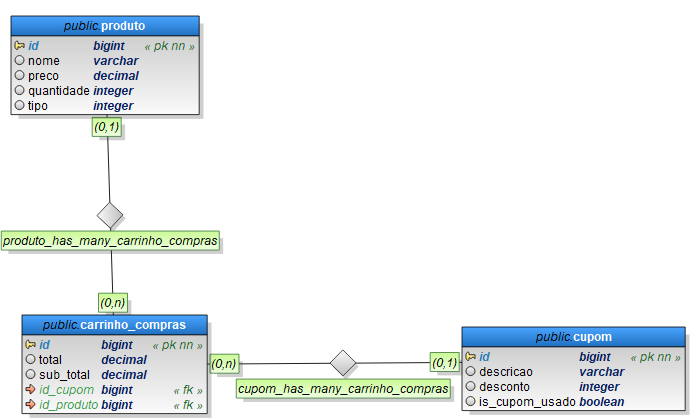 public.produto
id bigint « pk nn »
nome varchar
preco decimal
quantidade integer
tipo integer
(0,1)
produto_has_many_carrinho_compras
(0,n)
public.carrinho_compras
id bigint « pk nn »
total decimal
sub_total decimal
id_cupom bigint « fk »
id_produto bigint « fk »
(0,n)
cupom_has_many_carrinho_compras
(0,1)
public.cupom
id bigint « pk nn »
descricao varchar
desconto integer
is_cupom_usado boolean